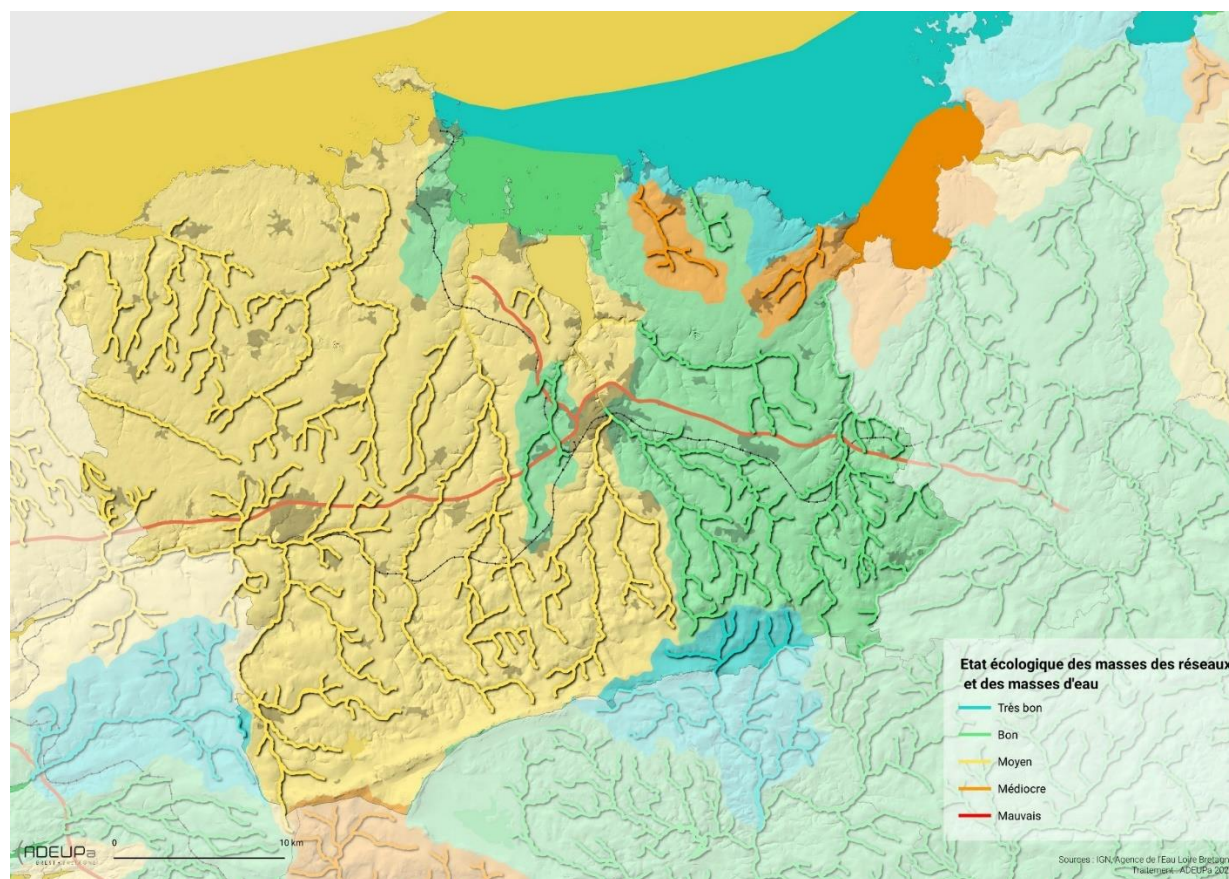 Etat écologique des masses des réseaux
et des masses d'eau
Très bon
Bon
Moyen
Médiocre
Mauvais
0 10 km
ADEUPa
Sources : IGN, Agence de l'Eau Loire Bretagne
Traitement : ADEUPa